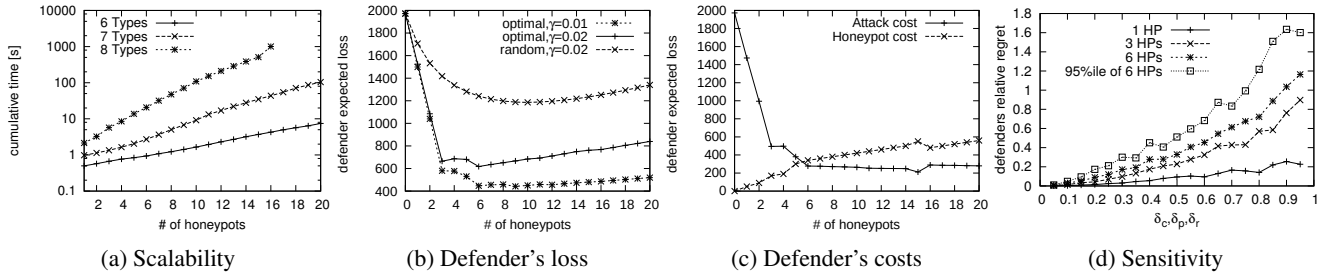 cumulative time [s]
10000
1000
100
10
1
0.1
6 Types
7 Types
8 Types
2 4 6 8 10 12 14 16 18 20
# of honeypots
(a) Scalability
defender expected loss
2000
1800
1600
1400
1200
1000
800
600
400
optimal,γ=0.01
optimal,γ=0.02
random,γ=0.02
0 2 4 6 8 10 12 14 16 18 20
# of honeypots
(b) Defender's loss
defender expected loss
2000
1800
1600
1400
1200
1000
800
600
400
200
0
Attack cost
Honeypot cost
0 2 4 6 8 10 12 14 16 18 20
# of honeypots
(c) Defender's costs
defenders relative regret
1.8
1.6
1.4
1.2
1
0.8
0.6
0.4
0.2
0
1 HP
3 HPs
6 HPs
95%ile of 6 HPs
0 0.1 0.2 0.3 0.4 0.5 0.6 0.7 0.8 0.9 1
δc,δp,δr
(d) Sensitivity